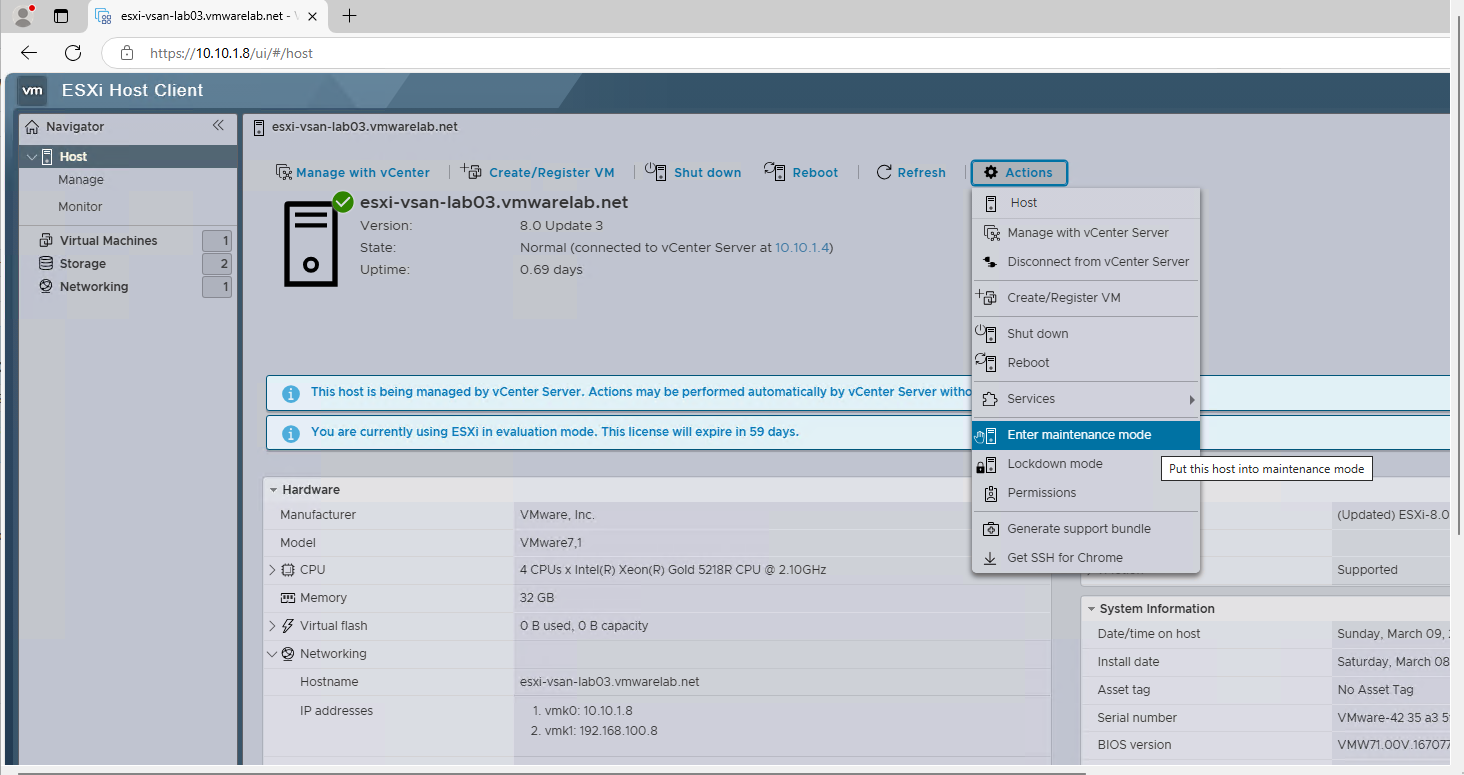 esxi-vsan-lab03.vmwarelab.net -
https://10.10.1.8/ui/#/host
vm ESXi Host Client
Navigator
Host
Manage
Monitor
Virtual Machines 1
Storage 2
Networking 1
esxi-vsan-lab03.vmwarelab.net
Manage with vCenter Create/Register VM Shut down Reboot Refresh Actions
esxi-vsan-lab03.vmwarelab.net
Version: 8.0 Update 3
State: Normal (connected to vCenter Server at 10.10.1.4)
Uptime: 0.69 days
Host
Manage with vCenter Server
Disconnect from vCenter Server
Create/Register VM
Shut down
Reboot
Services
Enter maintenance mode
Lockdown mode
Permissions
Generate support bundle
Get SSH for Chrome
Put this host into maintenance mode
This host is being managed by vCenter Server. Actions may be performed automatically by vCenter Server
You are currently using ESXi in evaluation mode. This license will expire in 59 days.
Hardware
Manufacturer VMware, Inc.
Model VMware7,1
CPU 4 CPUs x Intel(R) Xeon(R) Gold 5218R CPU @ 2.10GHz
Memory 32 GB
Virtual flash 0 B used, 0 B capacity
Networking
Hostname esxi-vsan-lab03.vmwarelab.net
IP addresses 1. vmk0: 10.10.1.8
2. vmk1: 192.168.100.8
(Updated) ESXi-8.0
Supported
System Information
Date/time on host Sunday, March 09,
Install date Saturday, March 08
Asset tag No Asset Tag
Serial number VMware-42 35 a3
BIOS version VMW71.00V.167077